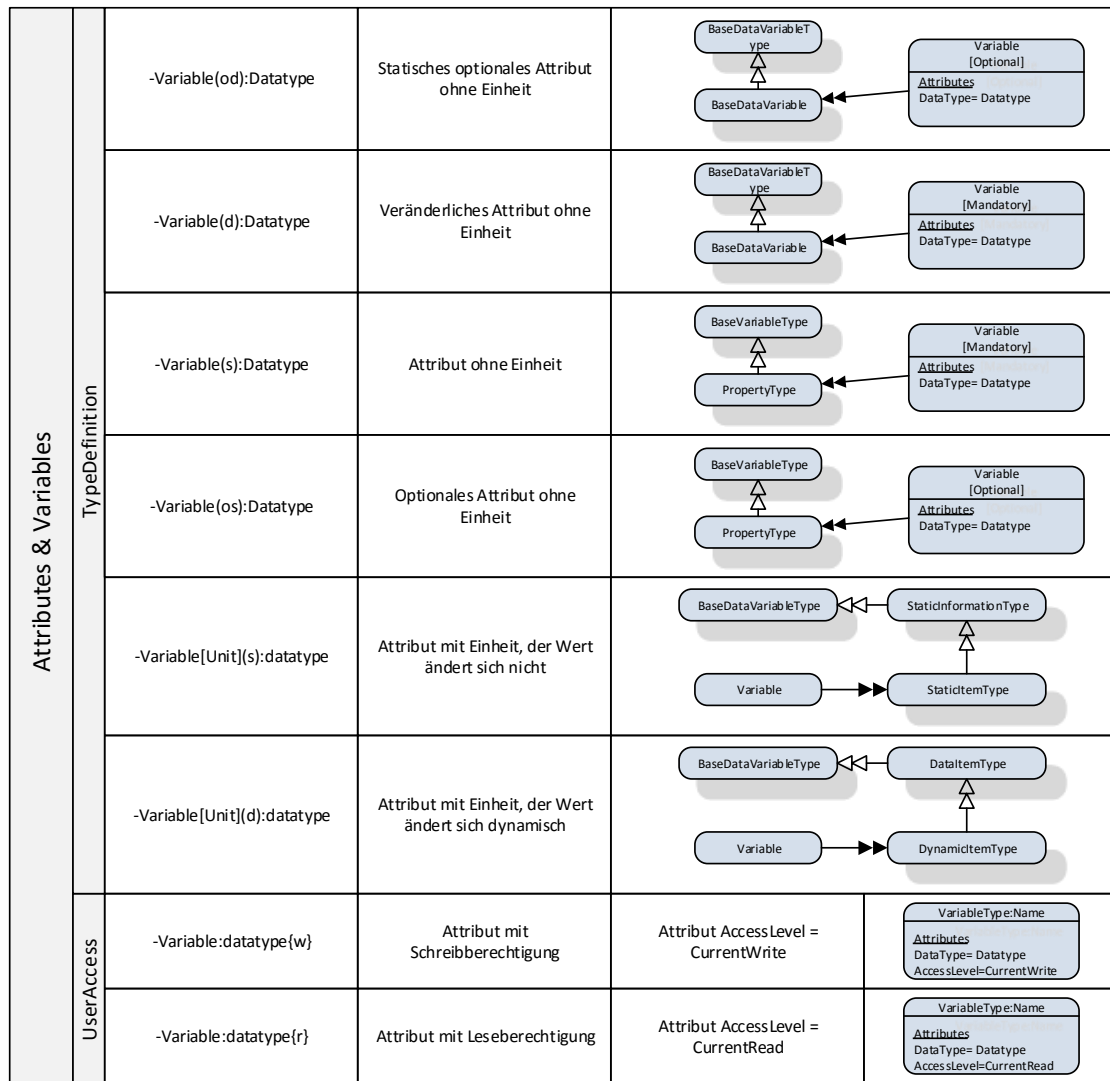 Attributes & Variables
TypeDefinition
-Variable(od):Datatype
Statisches optionales Attribut
ohne Einheit
BaseDataVariableT
ype
BaseDataVariable
Variable
[Optional]
Attributes
DataType= Datatype
-Variable(d):Datatype
Veränderliches Attribut ohne
Einheit
BaseDataVariableT
ype
BaseDataVariable
Variable
[Mandatory]
Attributes
DataType= Datatype
-Variable(s):Datatype
Attribut ohne Einheit
BaseVariableType
PropertyType
Variable
[Mandatory]
Attributes
DataType= Datatype
-Variable(os):Datatype
Optionales Attribut ohne
Einheit
BaseVariableType
PropertyType
Variable
[Optional]
Attributes
DataType= Datatype
-Variable[Unit](s):datatype
Attribut mit Einheit, der Wert
ändert sich nicht
BaseDataVariableType
StaticInformationType
Variable
StaticItemType
-Variable[Unit](d):datatype
Attribut mit Einheit, der Wert
ändert sich dynamisch
BaseDataVariableType
DataItemType
Variable
DynamicItemType
UserAccess
-Variable:datatype{w}
Attribut mit
Schreibberechtigung
Attribut AccessLevel =
CurrentWrite
VariableType:Name
Attributes
DataType= Datatype
AccessLevel=CurrentWrite
-Variable:datatype{r}
Attribut mit Leseberechtigung
Attribut AccessLevel =
CurrentRead
VariableType:Name
Attributes
DataType= Datatype
AccessLevel=CurrentRead